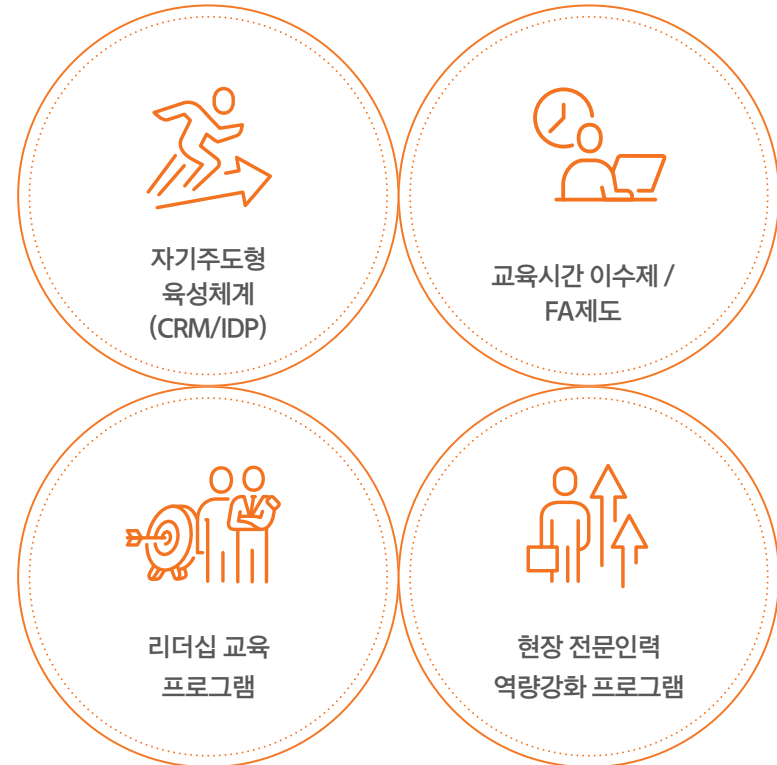 자기주도형
육성체계
(CRM/IDP)
교육시간 이수제 /
FA제도
리더십 교육
프로그램
현장 전문인력
역량강화 프로그램